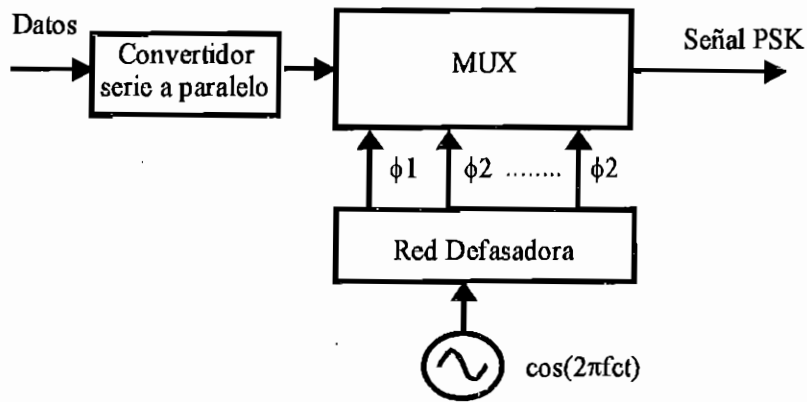 Datos
Convertidor
serie a paralelo
MUX
Señal PSK
ϕ1 ϕ2 ........ ϕ2
Red Defasadora
cos(2πfct)